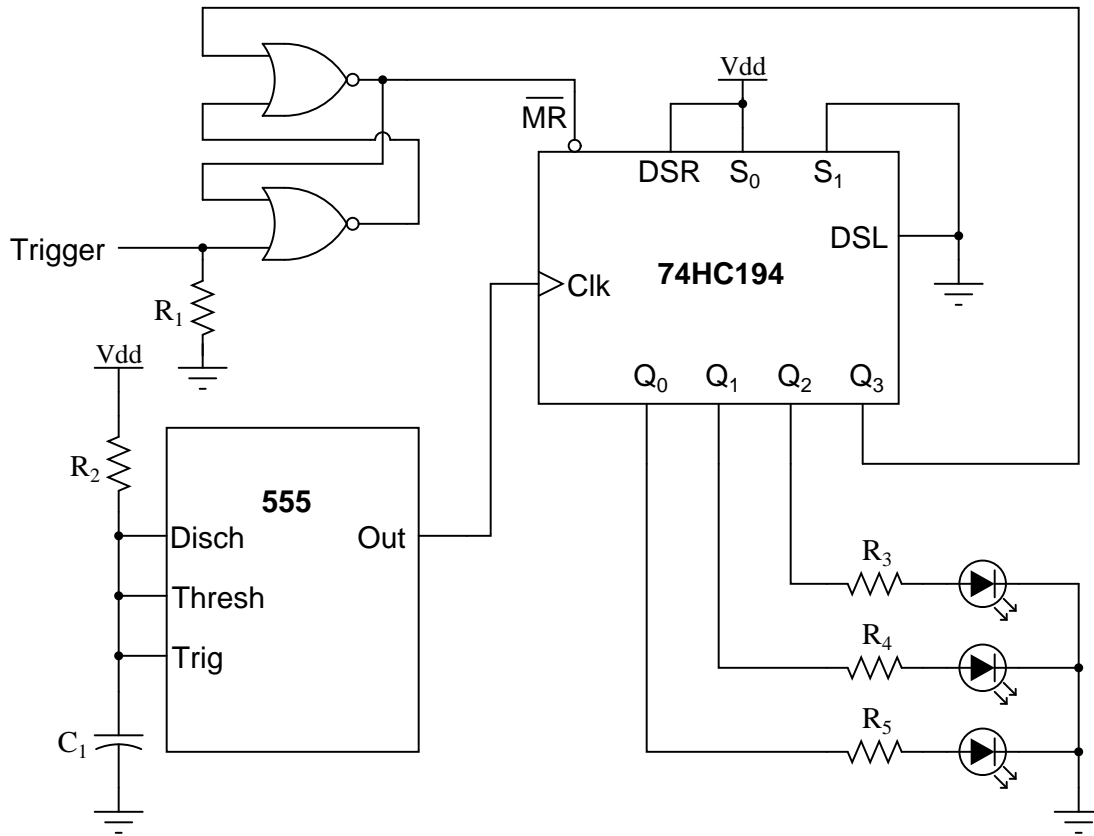 Vdd
MR
DSR S₀ S₁
Trigger
DSL
74HC194
Clk
R₁
Vdd
Q₀ Q₁ Q₂ Q₃
R₂
555
Disch Out
Thresh
Trig
R₃
R₄
R₅
C₁